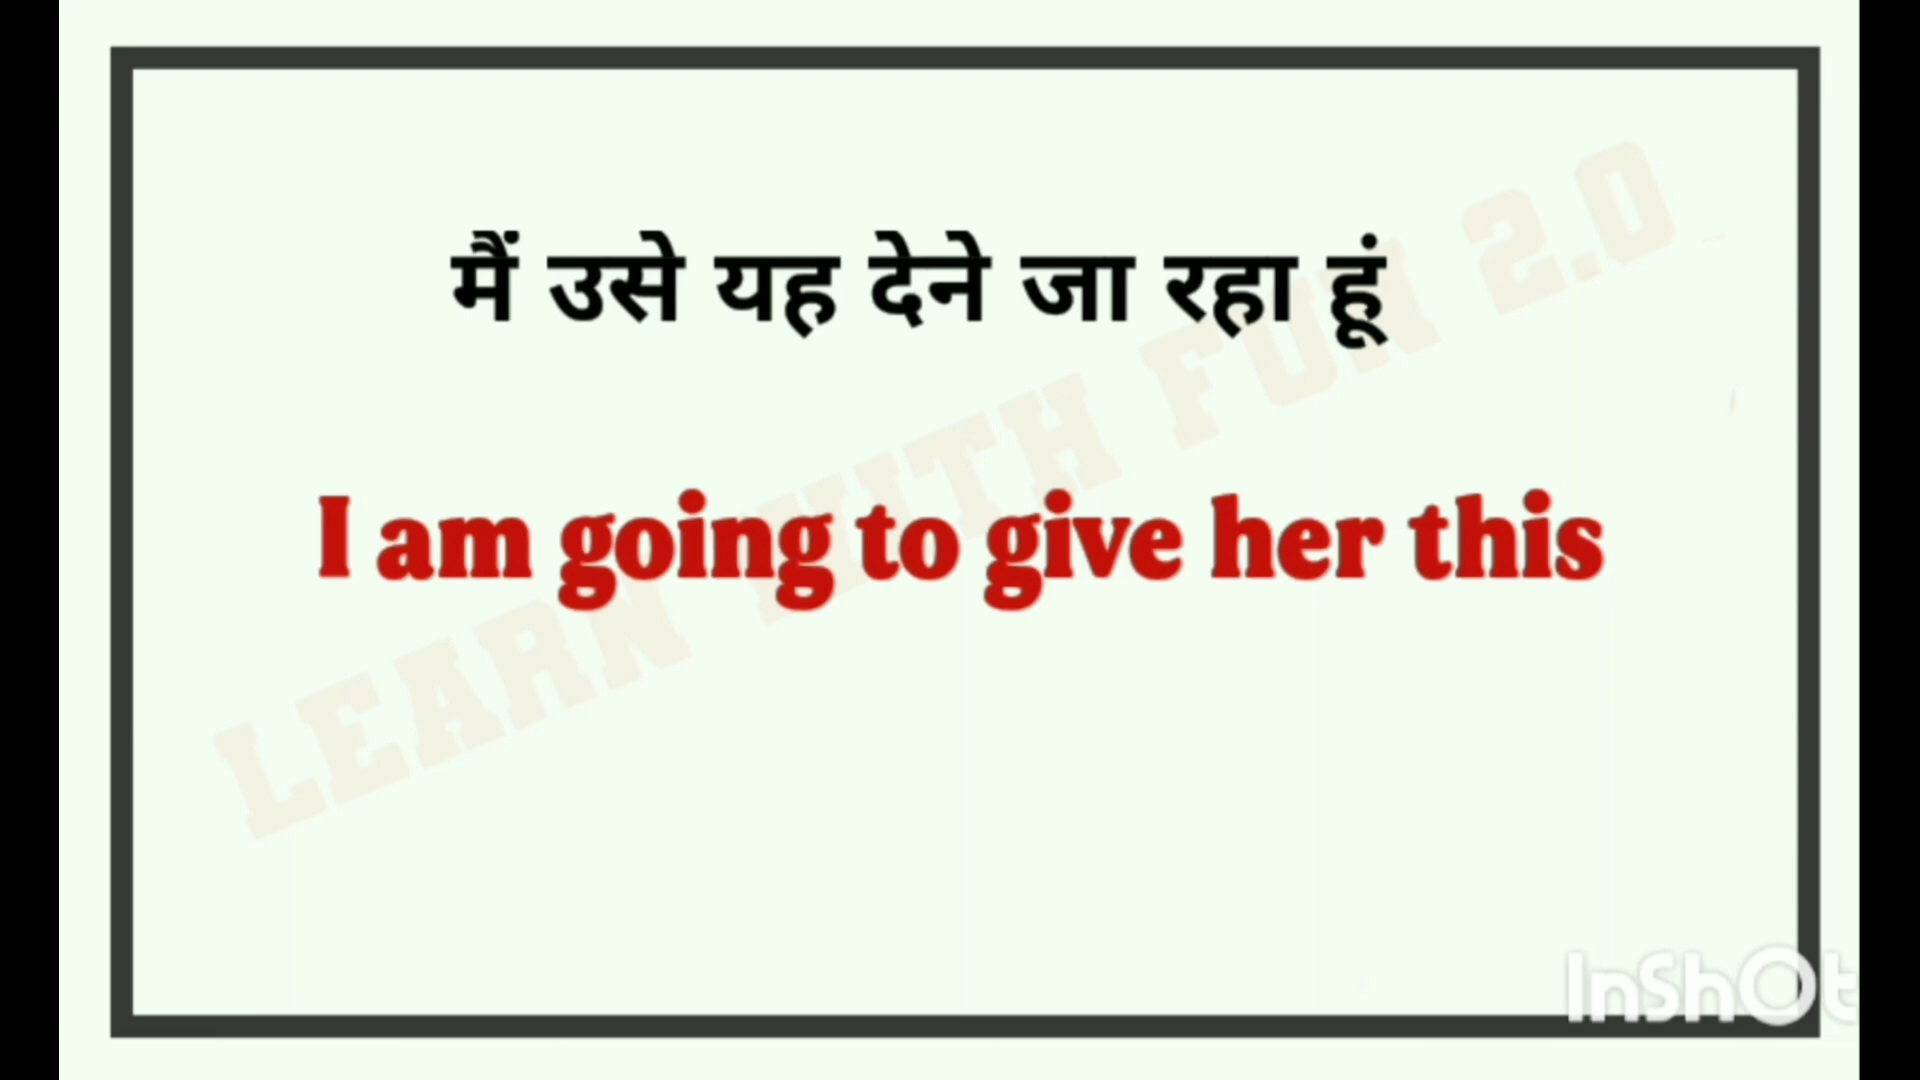 मैं उसे यह देने जा रहा हूं
I am going to give her this
LEARN WITH FUN 2.0
InShOt